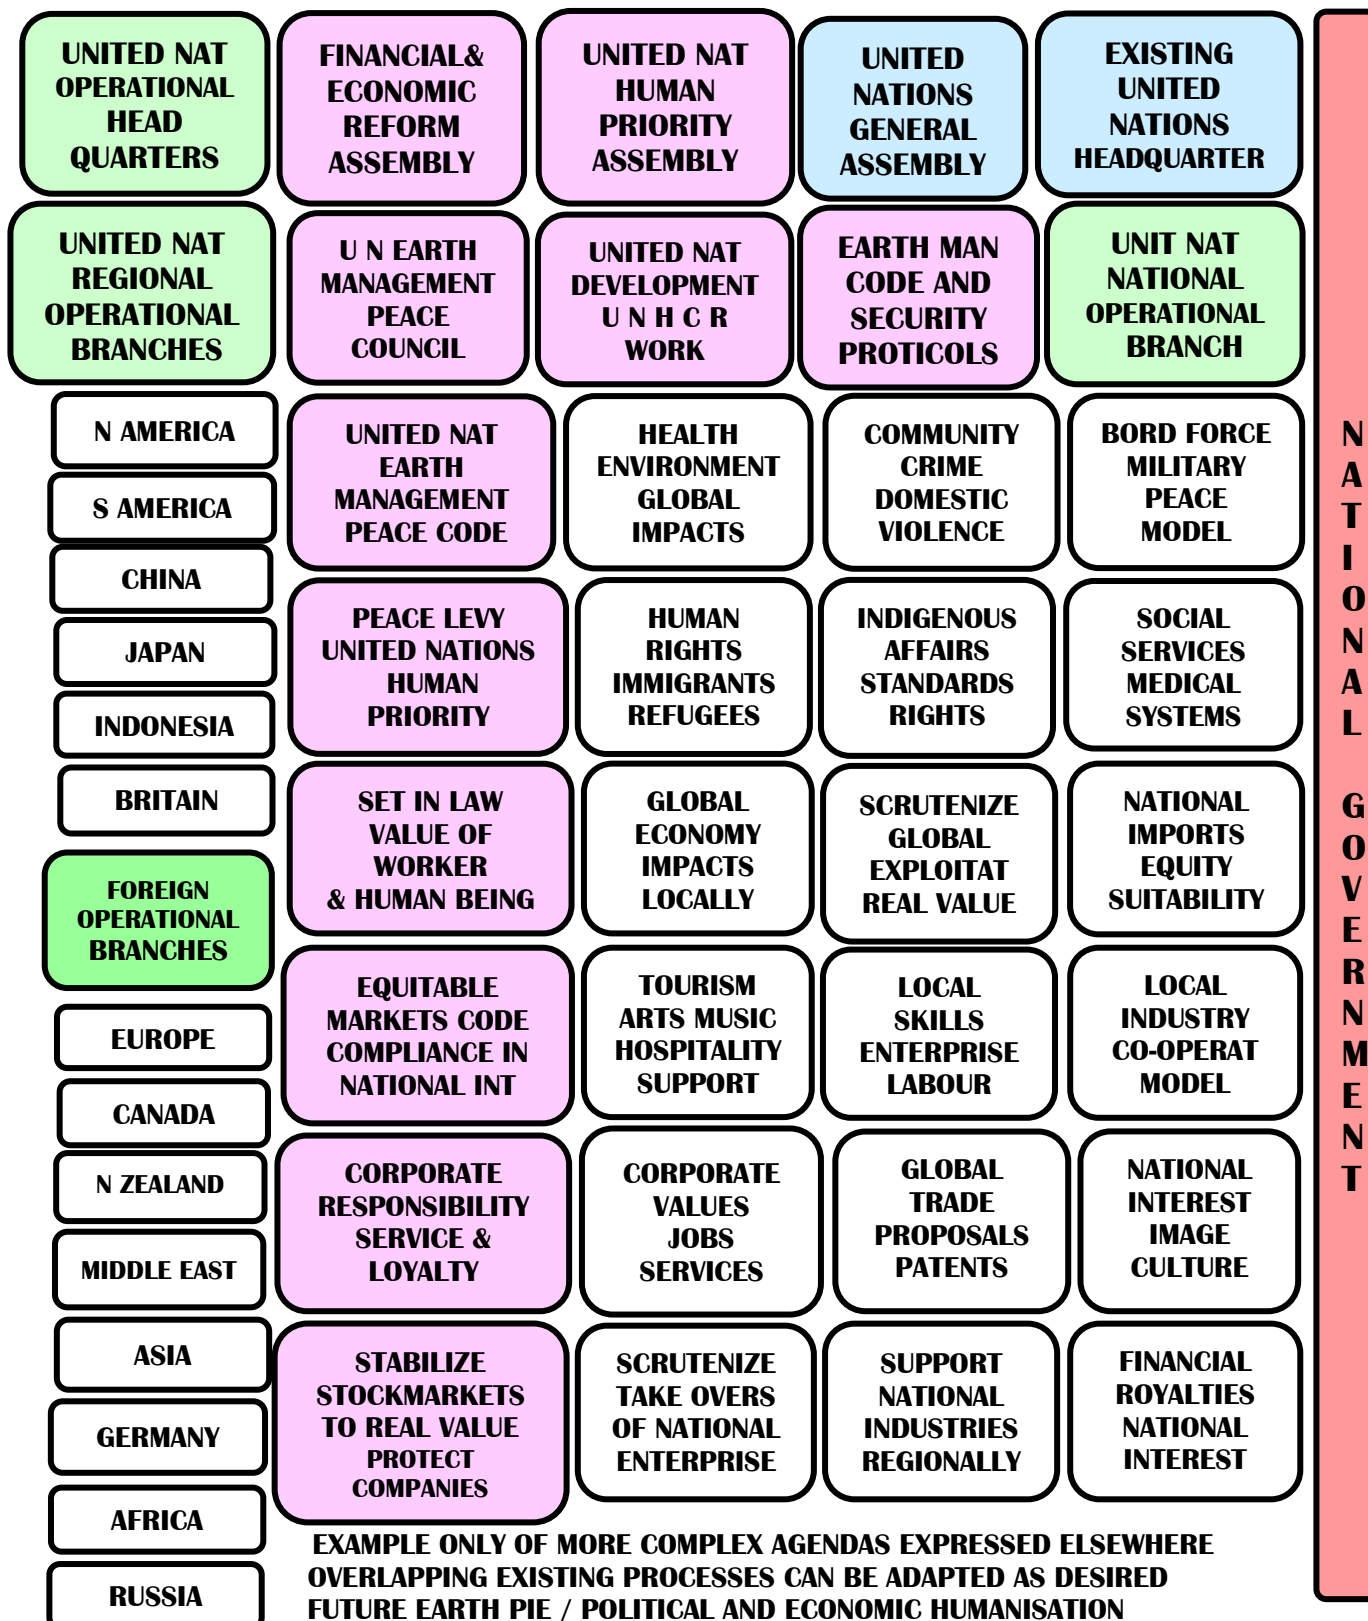 UNITED NAT
OPERATIONAL
HEAD
QUARTERS
FINANCIAL&
ECONOMIC
REFORM
ASSEMBLY
UNITED NAT
HUMAN
PRIORITY
ASSEMBLY
UNITED
NATIONS
GENERAL
ASSEMBLY
EXISTING
UNITED
NATIONS
HEADQUARTER
UNITED NAT
REGIONAL
OPERATIONAL
BRANCHES
U N EARTH
MANAGEMENT
PEACE
COUNCIL
UNITED NAT
DEVELOPMENT
U N H C R
WORK
EARTH MAN
CODE AND
SECURITY
PROTICOLS
UNIT NAT
NATIONAL
OPERATIONAL
BRANCH
N AMERICA
S AMERICA
CHINA
JAPAN
INDONESIA
BRITAIN
FOREIGN
OPERATIONAL
BRANCHES
EUROPE
CANADA
N ZEALAND
MIDDLE EAST
ASIA
GERMANY
AFRICA
RUSSIA
UNITED NAT
EARTH
MANAGEMENT
PEACE CODE
HEALTH
ENVIRONMENT
GLOBAL
IMPACTS
COMMUNITY
CRIME
DOMESTIC
VIOLENCE
BORD FORCE
MILITARY
PEACE
MODEL
PEACE LEVY
UNITED NATIONS
HUMAN
PRIORITY
HUMAN
RIGHTS
IMMIGRANTS
REFUGEES
INDIGENOUS
AFFAIRS
STANDARDS
RIGHTS
SOCIAL
SERVICES
MEDICAL
SYSTEMS
SET IN LAW
VALUE OF
WORKER
& HUMAN BEING
GLOBAL
ECONOMY
IMPACTS
LOCALLY
SCRUTENIZE
GLOBAL
EXPLOITAT
REAL VALUE
NATIONAL
IMPORTS
EQUITY
SUITABILITY
EQUITABLE
MARKETS CODE
COMPLIANCE IN
NATIONAL INT
TOURISM
ARTS MUSIC
HOSPITALITY
SUPPORT
LOCAL
SKILLS
ENTERPRISE
LABOUR
LOCAL
INDUSTRY
CO-OPERAT
MODEL
CORPORATE
RESPONSIBILITY
SERVICE &
LOYALTY
CORPORATE
VALUES
JOBS
SERVICES
GLOBAL
TRADE
PROPOSALS
PATENTS
NATIONAL
INTEREST
IMAGE
CULTURE
STABILIZE
STOCKMARKETS
TO REAL VALUE
PROTECT
COMPANIES
SCRUTENIZE
TAKE OVERS
OF NATIONAL
ENTERPRISE
SUPPORT
NATIONAL
INDUSTRIES
REGIONALLY
FINANCIAL
ROYALTIES
NATIONAL
INTEREST
EXAMPLE ONLY OF MORE COMPLEX AGENDAS EXPRESSED ELSEWHERE
OVERLAPPING EXISTING PROCESSES CAN BE ADAPTED AS DESIRED
FUTURE EARTH PIE / POLITICAL AND ECONOMIC HUMANISATION
NATIONAL GOVERNMENT